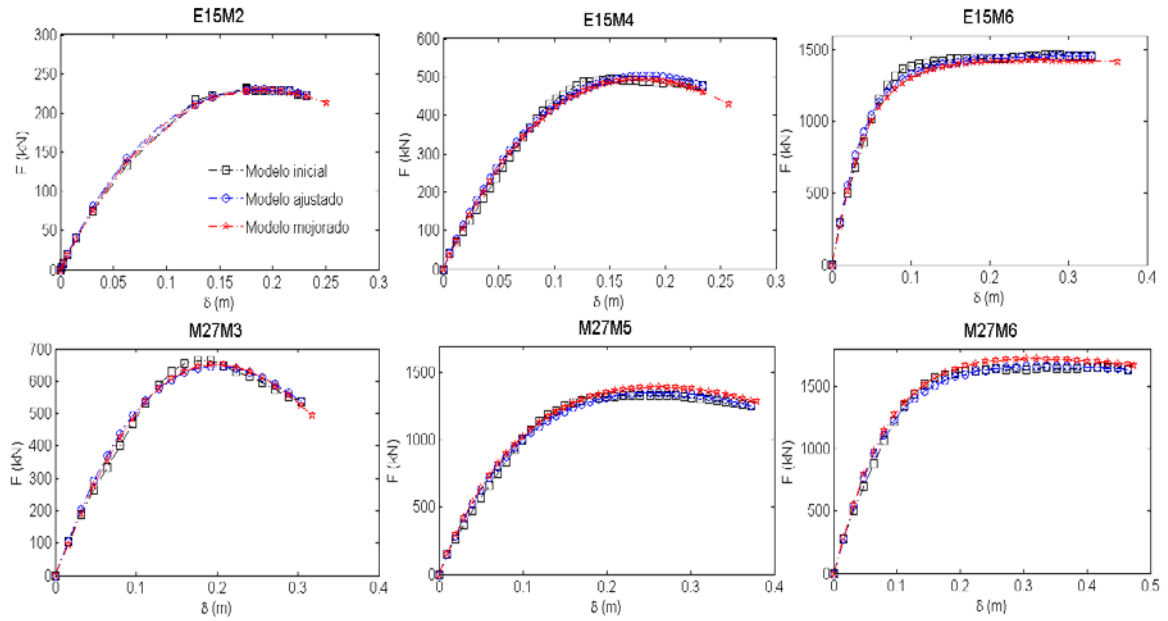 E15M2
300
250
200
150
100
50
0
F (kN)
0 0.05 0.1 0.15 0.2 0.25 0.3
δ (m)
Modelo inicial
Modelo ajustado
Modelo mejorado
E15M4
600
500
400
300
200
100
0
F (kN)
0 0.05 0.1 0.15 0.2 0.25 0.3
δ (m)
E15M6
1500
1000
500
0
F (kN)
0 0.1 0.2 0.3 0.4
δ (m)
M27M3
700
600
500
400
300
200
100
0
F (kN)
0 0.1 0.2 0.3 0.4
δ (m)
M27M5
1500
1000
500
0
F (kN)
0 0.1 0.2 0.3 0.4
δ (m)
M27M6
1500
1000
500
0
F (kN)
0 0.1 0.2 0.3 0.4 0.5
δ (m)